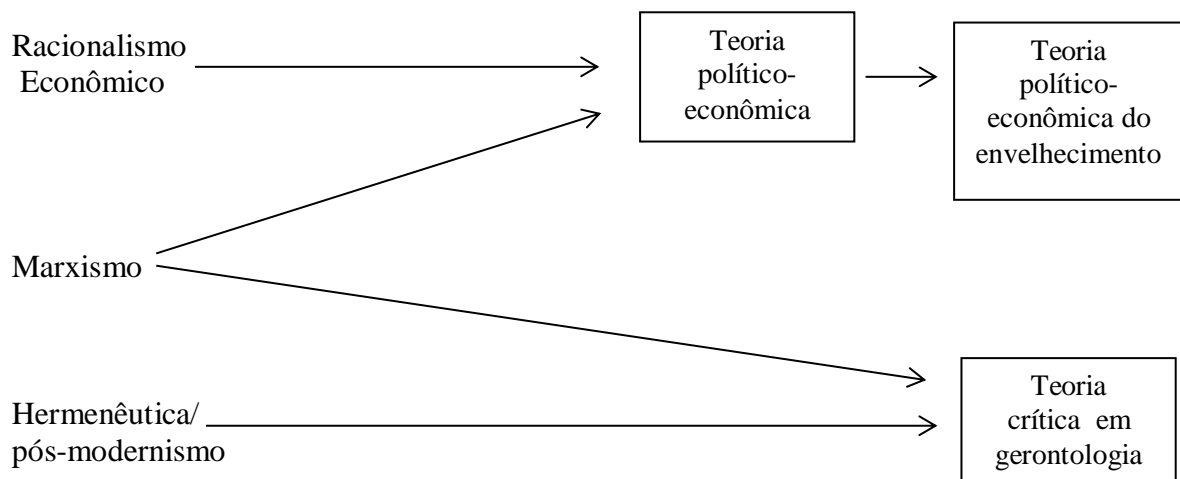 Racionalismo
Econômico
Teoria
político-
econômica
Teoria
político-
econômica do
envelhecimento
Marxismo
Hermenêutica/
pós-modernismo
Teoria
crítica em
gerontologia